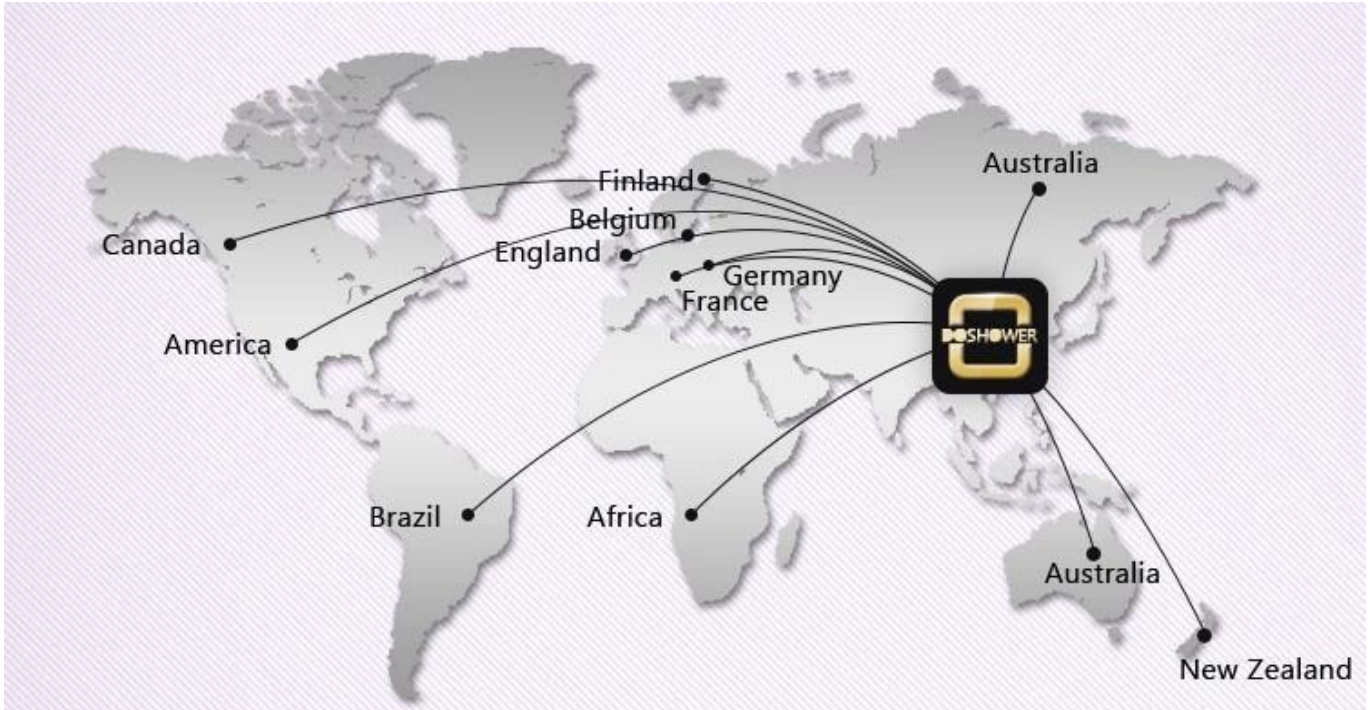 Australia
Finland
Belgium
Canada
England
Germany
France
DOSHOWER
America
Brazil
Africa
Australia
New Zealand